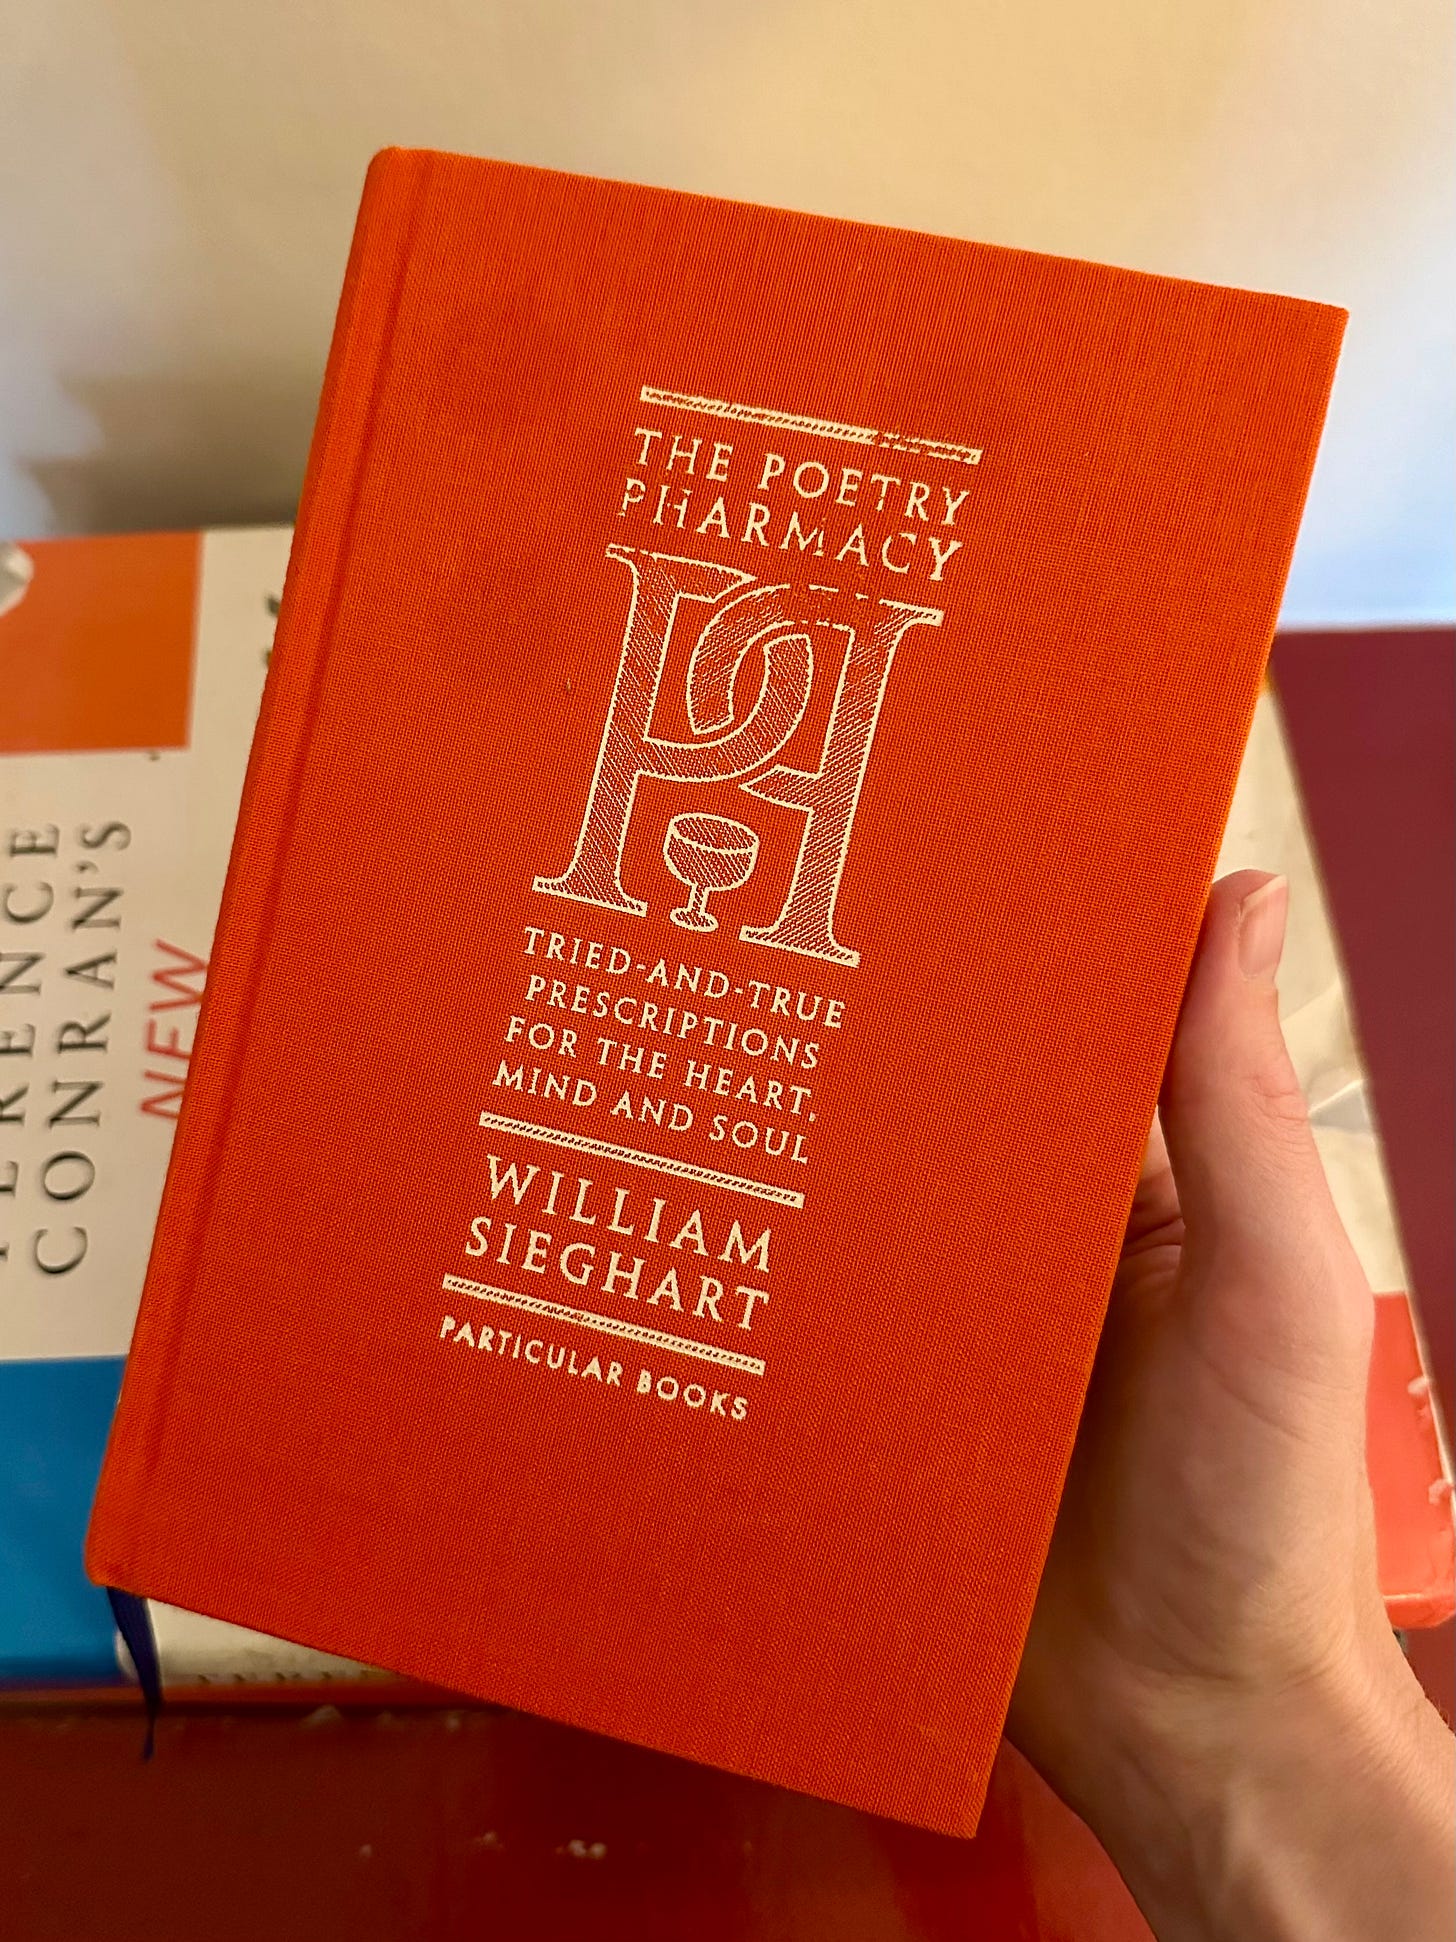 THE POETRY
PHARMACY
PH
TRIED-AND-TRUE
PRESCRIPTIONS
FOR THE HEART,
MIND AND SOUL
WILLIAM
SIEGHART
PARTICULAR BOOKS
CONRAN'S
NEW